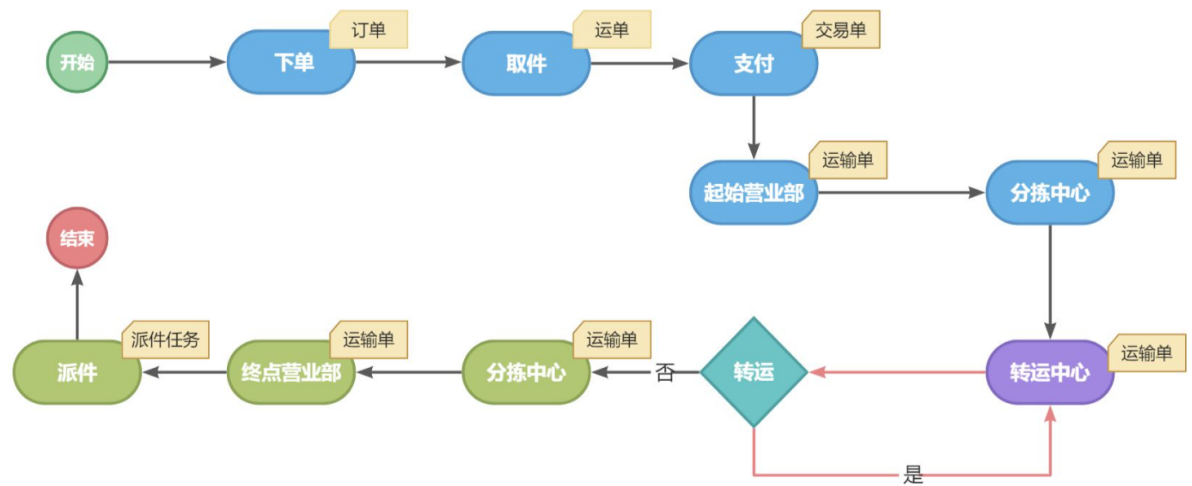 订单
运单
交易单
开始
下单
取件
支付
运输单
运输单
起始营业部
分拣中心
结束
派件任务
运输单
运输单
运输单
派件
终点营业部
分拣中心
否
转运
转运中心
是